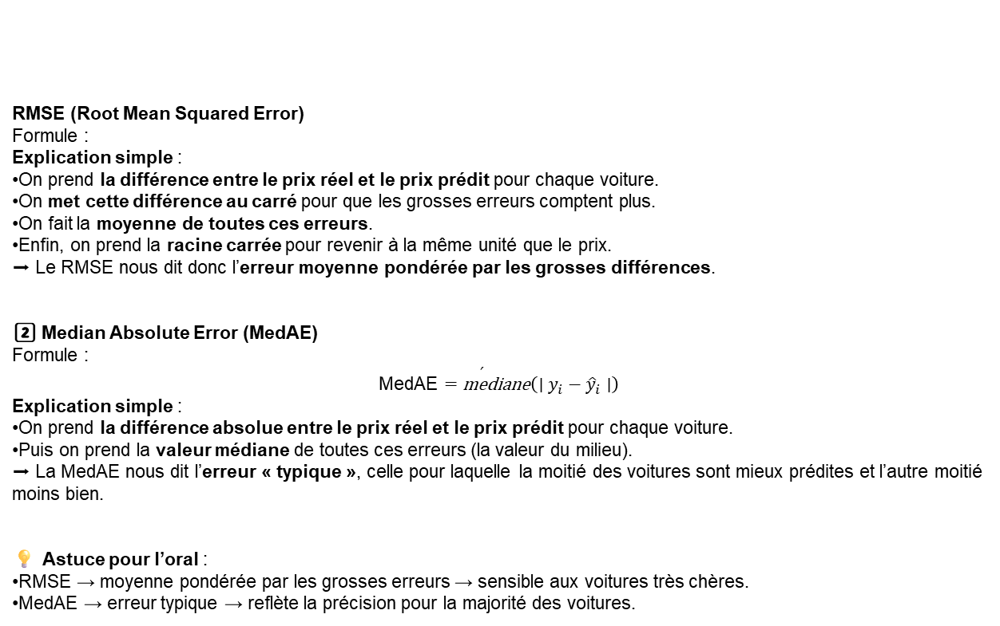 RMSE (Root Mean Squared Error)
Formule :
Explication simple :
•On prend la différence entre le prix réel et le prix prédit pour chaque voiture.
•On met cette différence au carré pour que les grosses erreurs comptent plus.
•On fait la moyenne de toutes ces erreurs.
•Enfin, on prend la racine carrée pour revenir à la même unité que le prix.
➞ Le RMSE nous dit donc l’erreur moyenne pondérée par les grosses différences.
2️⃣ Median Absolute Error (MedAE)
Formule :
MedAE = médiane(| yᵢ − ŷᵢ |)
Explication simple :
•On prend la différence absolue entre le prix réel et le prix prédit pour chaque voiture.
•Puis on prend la valeur médiane de toutes ces erreurs (la valeur du milieu).
➞ La MedAE nous dit l’erreur « typique », celle pour laquelle la moitié des voitures sont mieux prédites et l’autre moitié
moins bien.
💡 Astuce pour l’oral :
•RMSE → moyenne pondérée par les grosses erreurs → sensible aux voitures très chères.
•MedAE → erreur typique → reflète la précision pour la majorité des voitures.